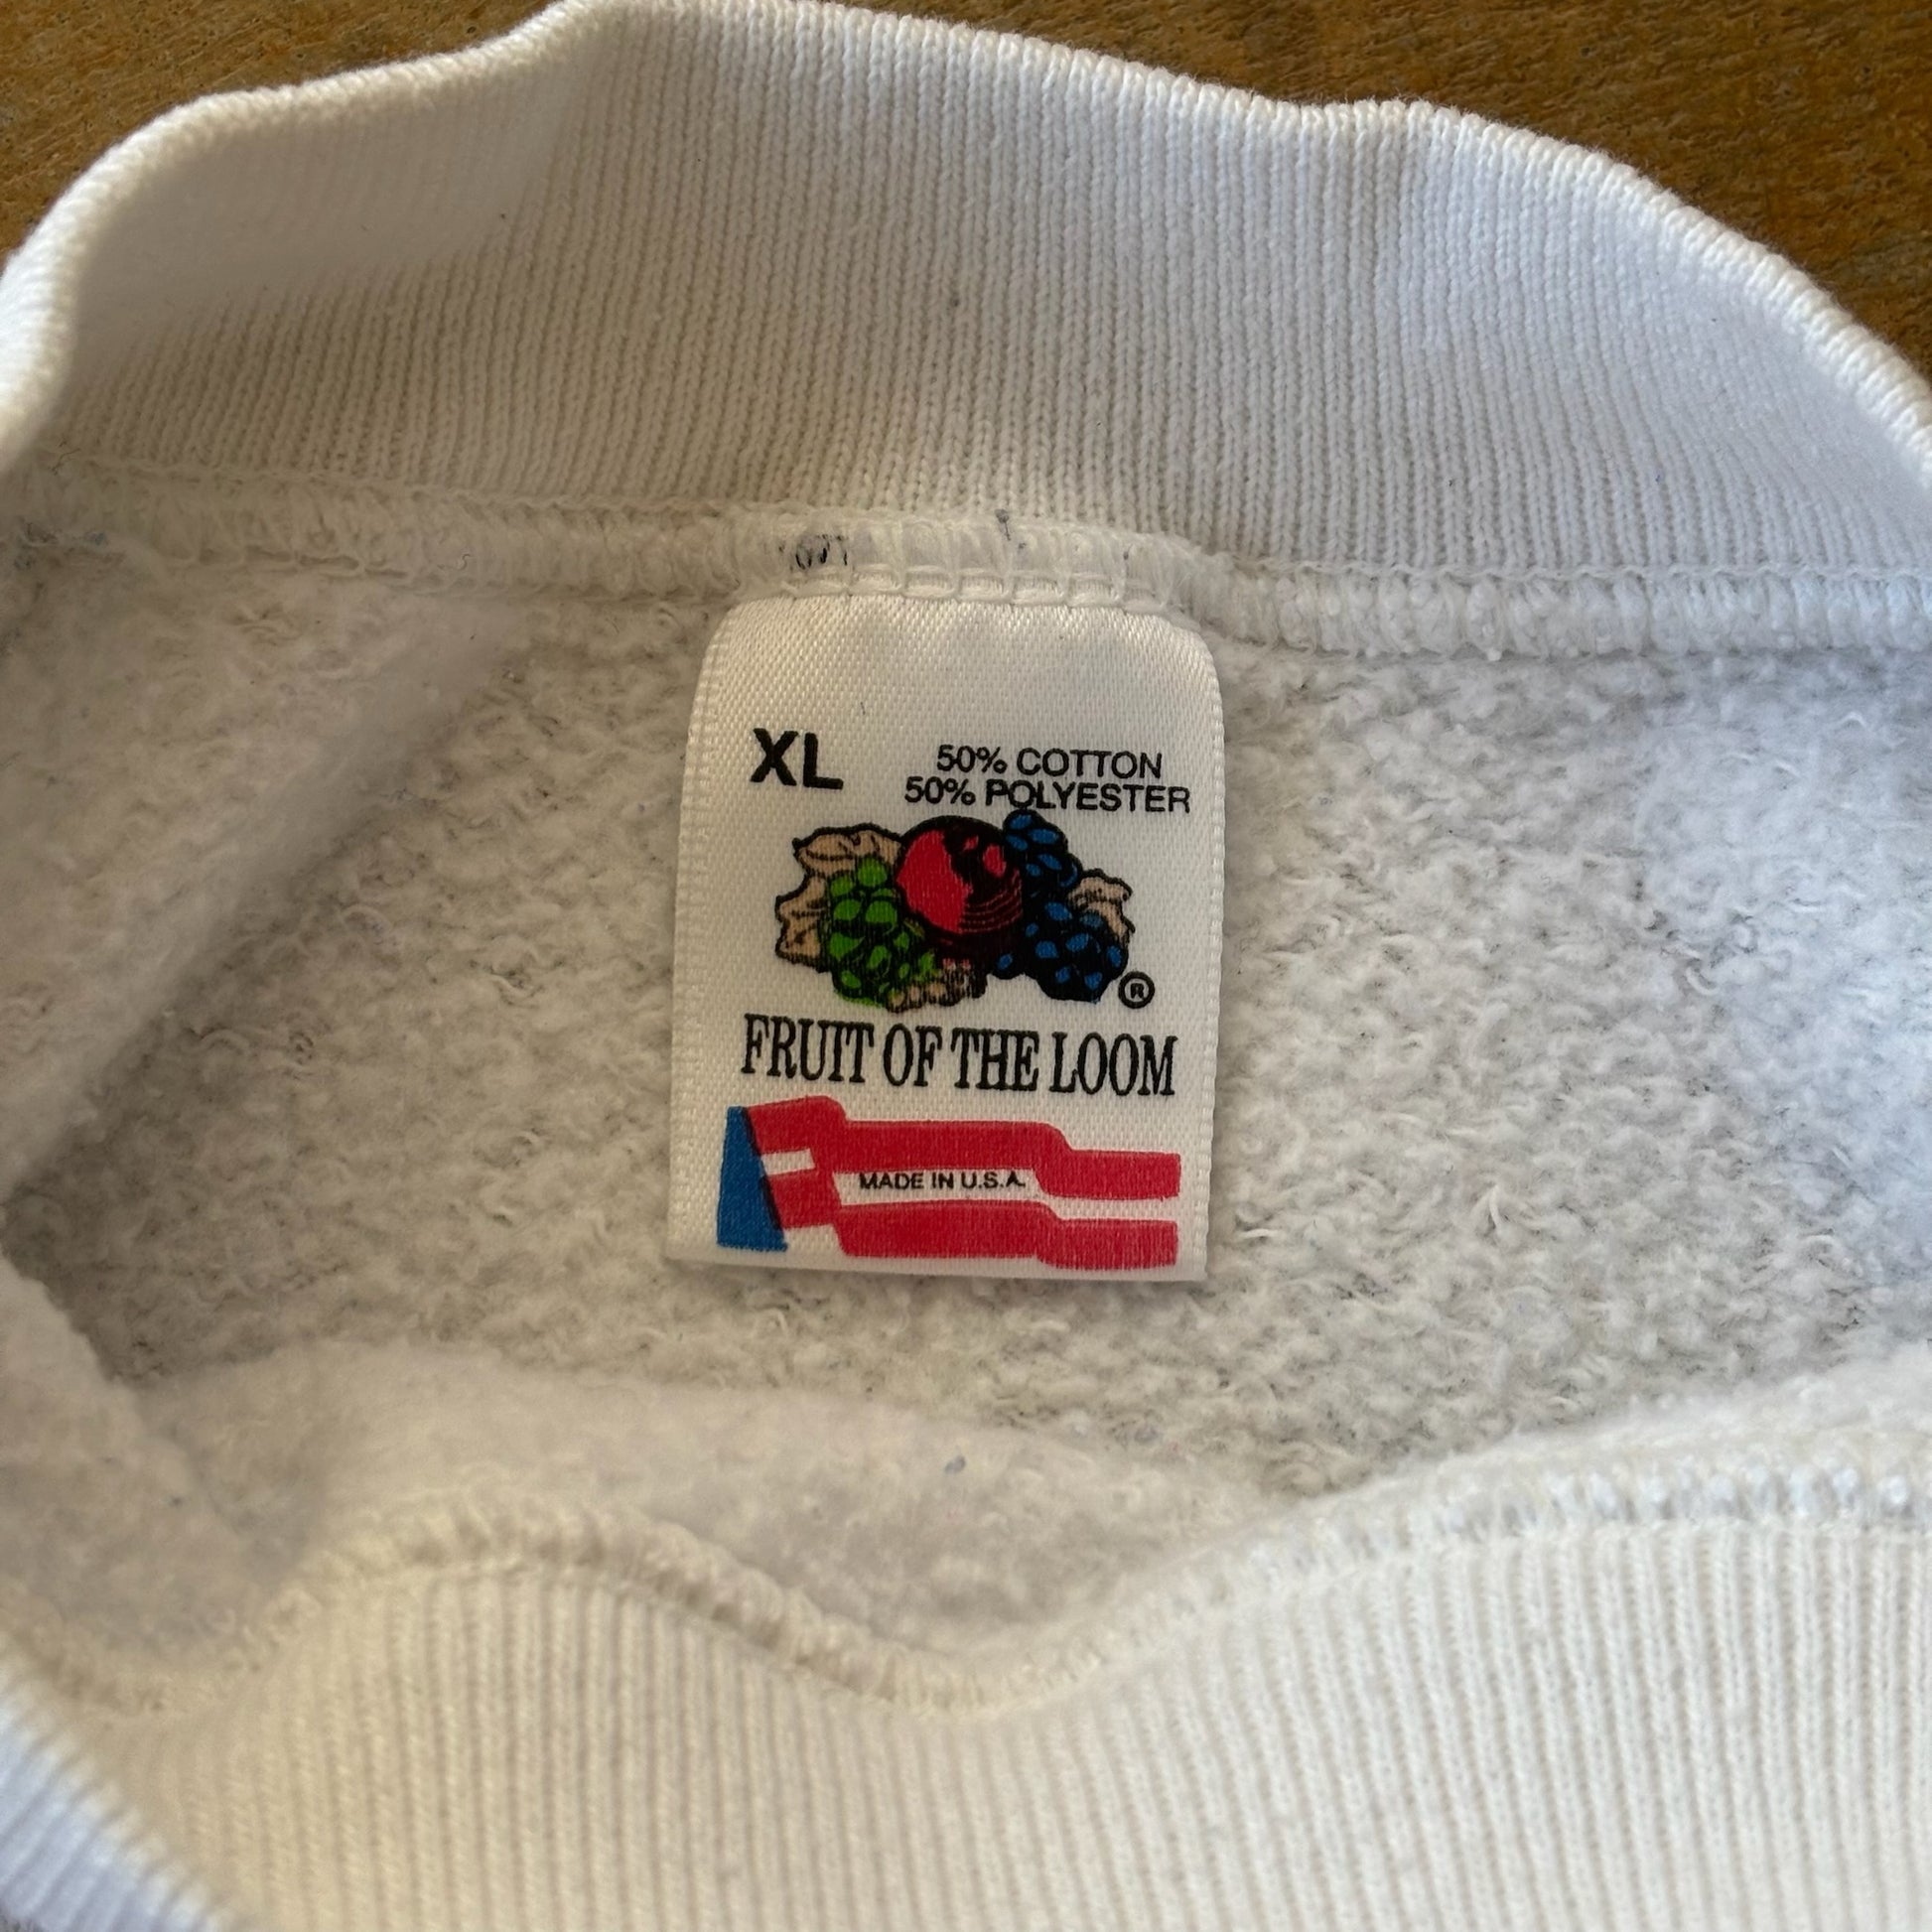 XL
50% COTTON
50% POLYESTER
®
FRUIT OF THE LOOM
MADE IN U.S.A.